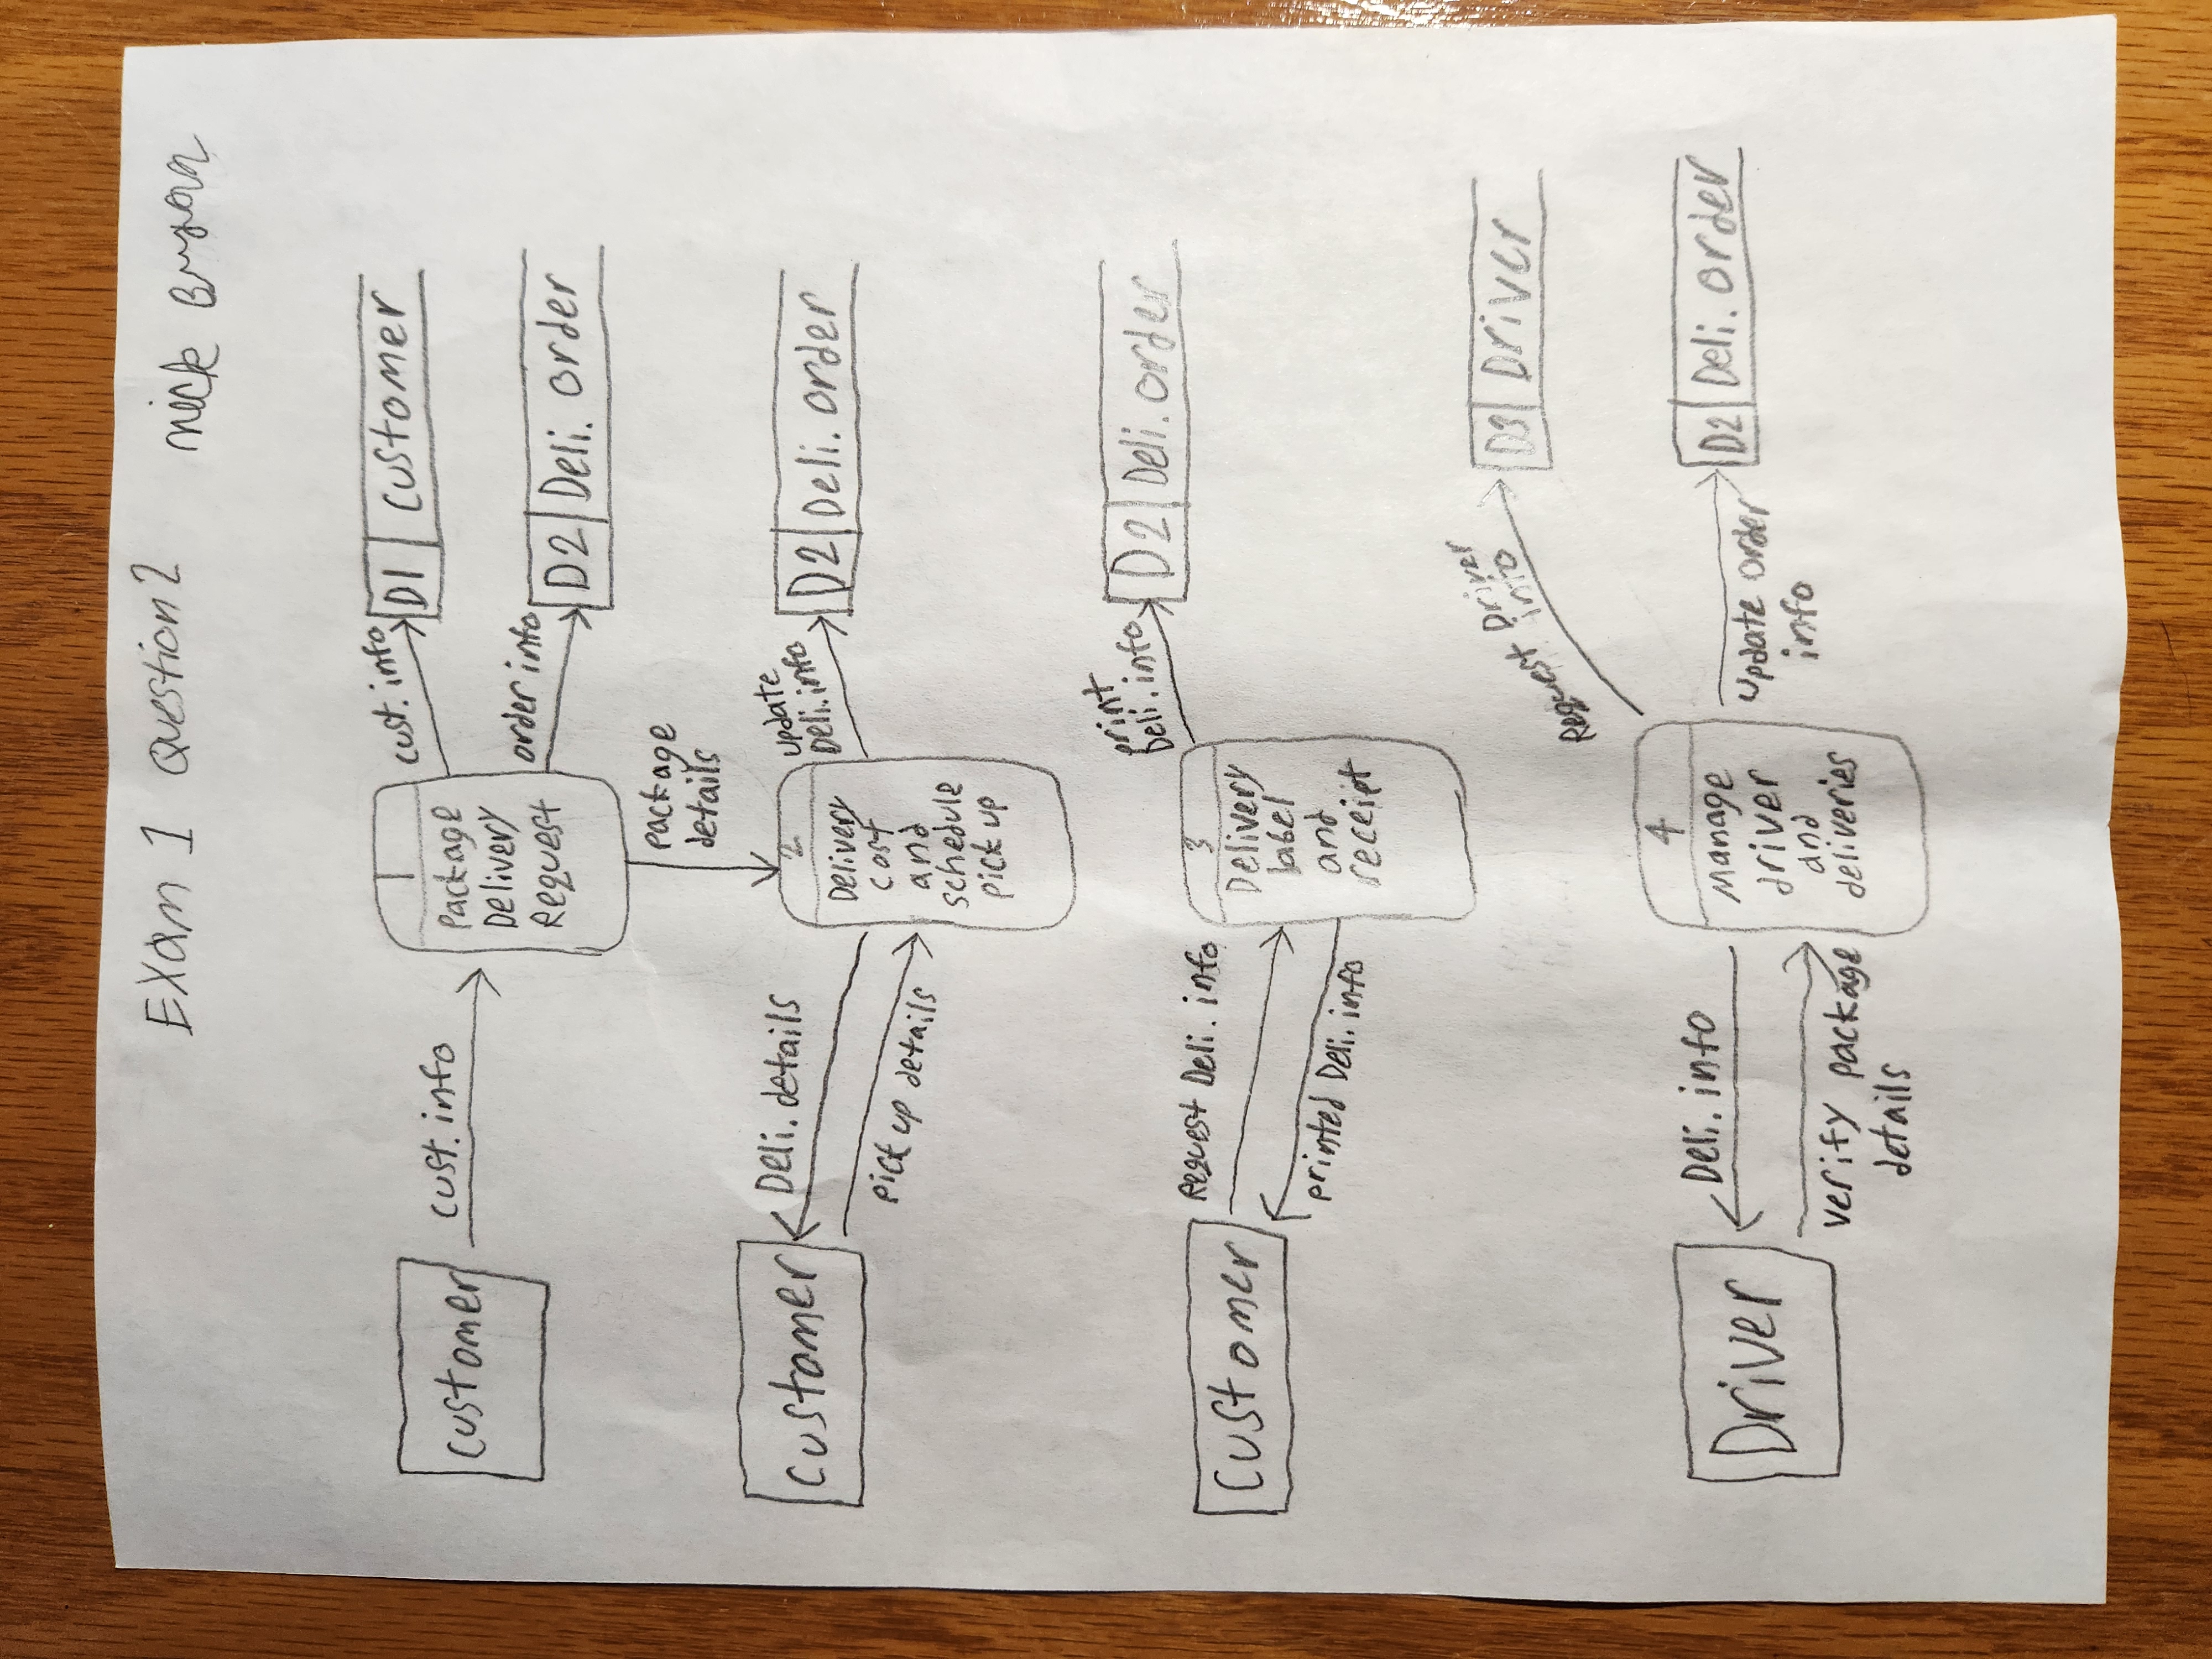 EXam 1 Question 2
Nick
customer
cust. info
1
Package
Delivery
Request
cust. info
D1 customer
order info
D2 Deli. order
package
details
customer
Deli. details
pick up details
2
Delivery
cost
and
schedule
pick up
update
Deli. info
D2 Deli. order
customer
Request Deli. info
printed Deli. info
3
Delivery
label
and
receipt
print
Deli. info
D2 Deli. order
Driver
Deli. info
verify package
details
4
Manage
driver
and
deliveries
Request Driver
info
D3 Driver
update order
info
D2 Deli. order